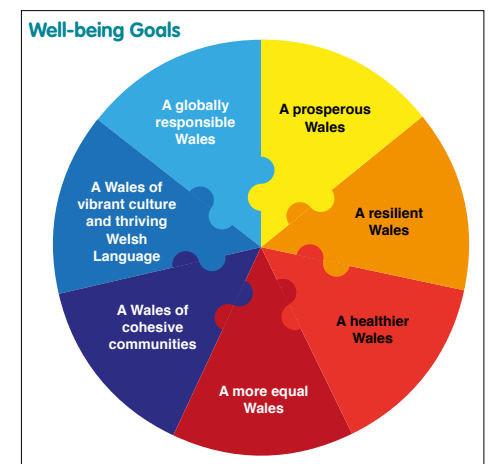 Well-being Goals
A prosperous
Wales
A resilient
Wales
A healthier
Wales
A more equal
Wales
A Wales of
cohesive
communities
A Wales of
vibrant culture
and thriving
Welsh
Language
A globally
responsible
Wales